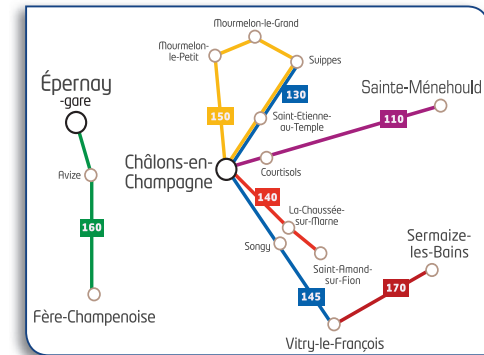 Mourmelon-le-Grand
Mourmelon-
le-Petit
Suippes
Épernay
-gare
130
Sainte-Ménehould
150
110
Saint-Etienne-
au-Temple
Châlons-en-
Champagne
Courtisols
Avize
140
La-Chaussée-
sur-Marne
160
Songy
Sermaize-
les-Bains
Saint-Amand-
sur-Fion
170
145
Fère-Champenoise
Vitry-le-François